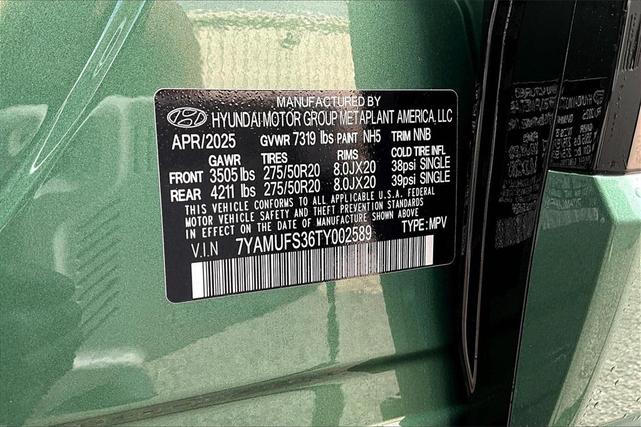 MANUFACTURED BY
HYUNDAI MOTOR GROUP METAPLANT AMERICA, LLC
APR/2025 GVWR 7319 lbs PAINT NH5 TRIM NNB
GAWR TIRES RIMS COLD TIRE INFL
FRONT 3505 lbs 275/50R20 8.0JX20 38psi SINGLE
REAR 4211 lbs 275/50R20 8.0JX20 39psi SINGLE
THIS VEHICLE CONFORMS TO ALL APPLICABLE U.S.A. FEDERAL
MOTOR VEHICLE SAFETY AND THEFT PREVENTION STANDARDS
IN EFFECT ON THE DATE OF MANUFACTURE SHOWN ABOVE
V.I.N 7YAMUFS36TY002589 TYPE: MPV